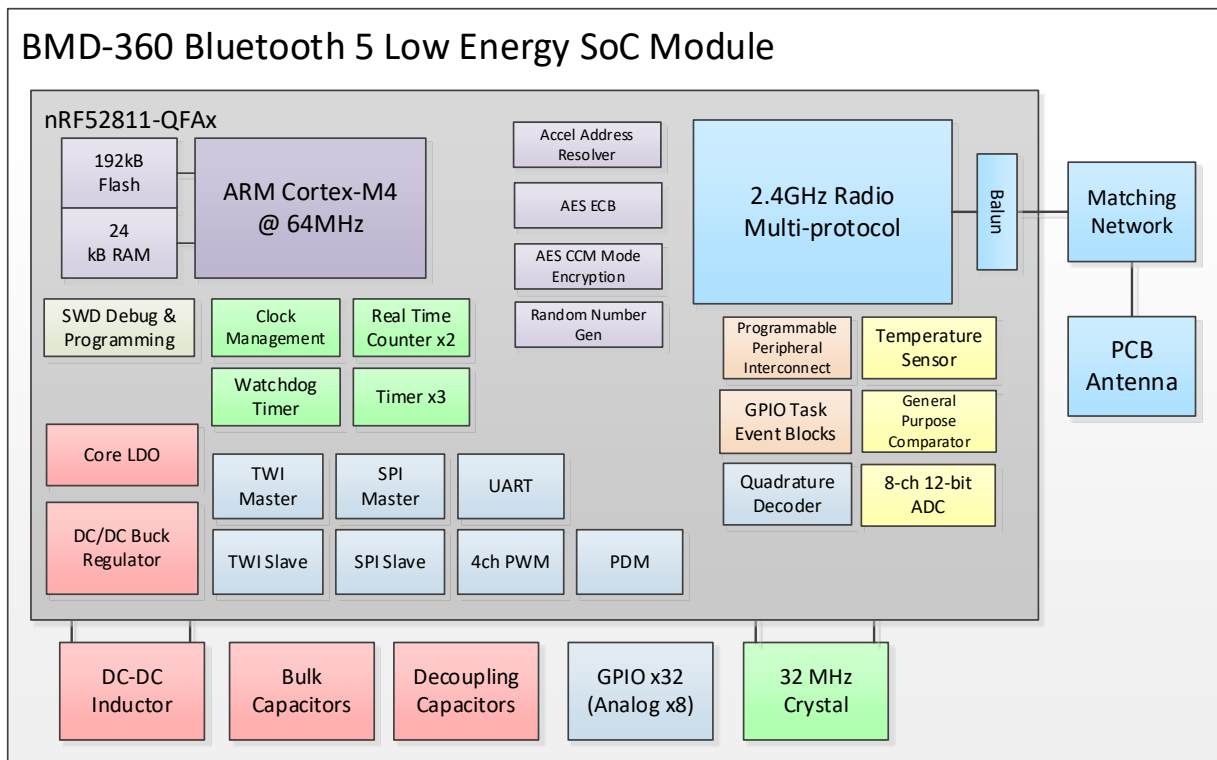 BMD-360 Bluetooth 5 Low Energy SoC Module
nRF52811-QFAx
192kB
Flash
24
kB RAM
ARM Cortex-M4
@ 64MHz
Accel Address
Resolver
AES ECB
AES CCM Mode
Encryption
Random Number
Gen
2.4GHz Radio
Multi-protocol
Balun
Matching
Network
PCB
Antenna
SWD Debug &
Programming
Clock
Management
Real Time
Counter x2
Watchdog
Timer
Timer x3
Programmable
Peripheral
Interconnect
Temperature
Sensor
GPIO Task
Event Blocks
General
Purpose
Comparator
Quadrature
Decoder
8-ch 12-bit
ADC
Core LDO
DC/DC Buck
Regulator
TWI
Master
SPI
Master
UART
TWI Slave
SPI Slave
4ch PWM
PDM
DC-DC
Inductor
Bulk
Capacitors
Decoupling
Capacitors
GPIO x32
(Analog x8)
32 MHz
Crystal